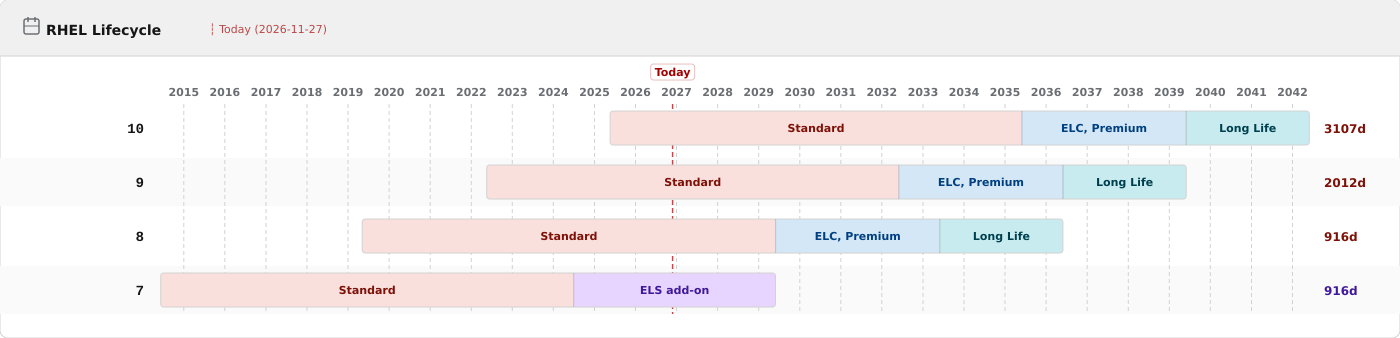 RHEL Lifecycle
Today (2026-11-27)
Today
2015 2016 2017 2018 2019 2020 2021 2022 2023 2024 2025 2026 2027 2028 2029 2030 2031 2032 2033 2034 2035 2036 2037 2038 2039 2040 2041 2042
10 Standard ELC, Premium Long Life 3107d
9 Standard ELC, Premium Long Life 2012d
8 Standard ELC, Premium Long Life 916d
7 Standard ELS add-on 916d